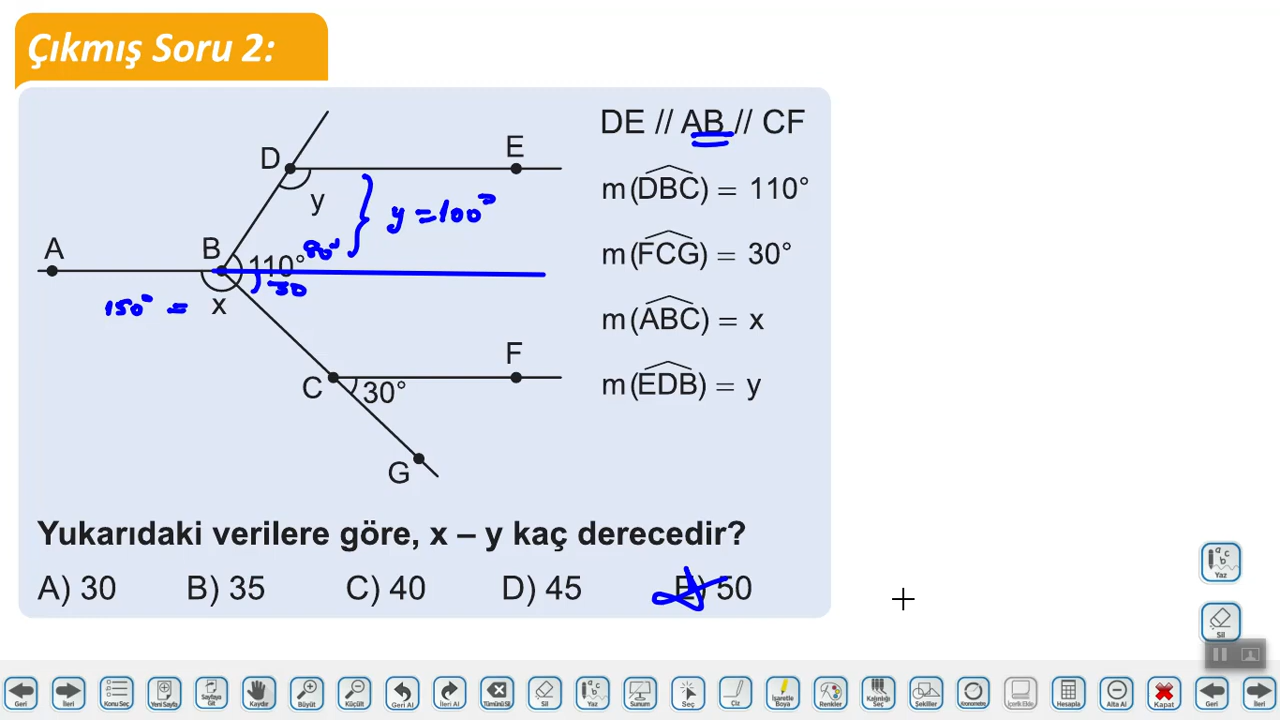 Çıkmış Soru 2:
DE // AB // CF
m(DBC) = 110°
m(FCG) = 30°
m(ABC) = x
m(EDB) = y
D
E
y
y = 100°
A
B
110°
80°
30
150° = x
F
C
30°
G
Yukarıdaki verilere göre, x – y kaç derecedir?
A) 30 B) 35 C) 40 D) 45 E) 50
a b c
Yaz
Sil
Geri İleri Konu Seç Yeni Sayfa Sayfaya Git Kaydır Büyüt Küçült Geri Al İleri Al Tümünü Sil Sil Yaz Sunum Seç Çiz İşaretle Boya Renkler Kalınlığı Seç Şekiller Kronometre İçerik Ekle Hesapla Alta Al Kapat Geri İleri